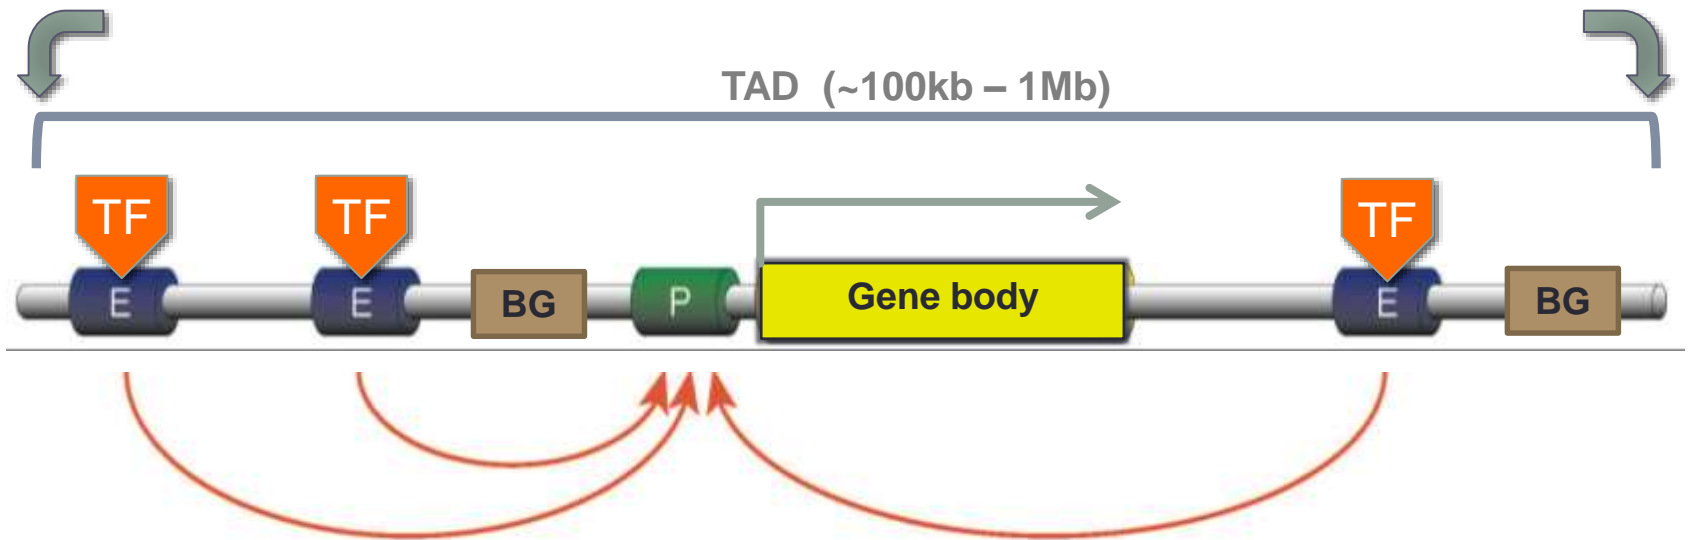 TAD (~100kb – 1Mb)
TF TF TF
E E BG P Gene body E BG